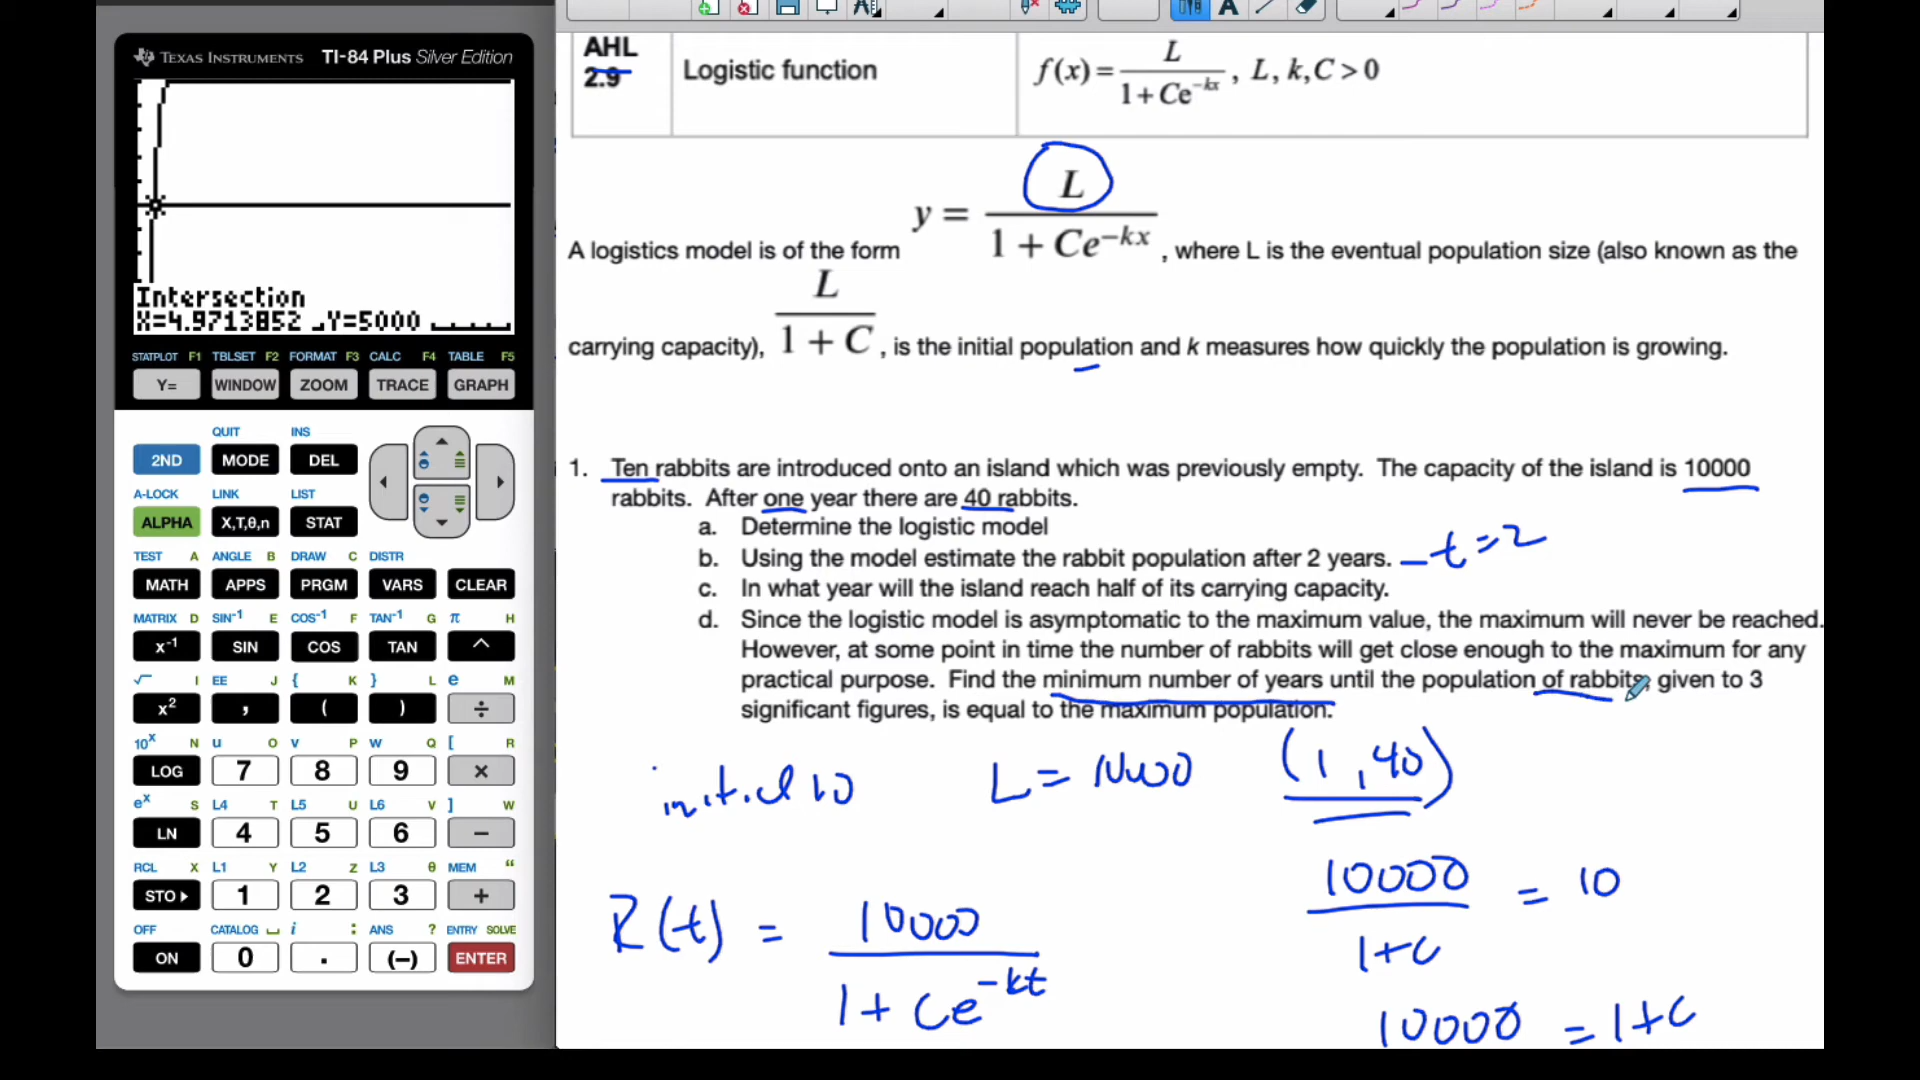 TEXAS INSTRUMENTS TI-84 Plus Silver Edition
Intersection
X=4.9713852 Y=5000
STATPLOT F1 TBLSET F2 FORMAT F3 CALC F4 TABLE F5
Y= WINDOW ZOOM TRACE GRAPH
QUIT INS
2ND MODE DEL
A-LOCK LINK LIST
ALPHA X,T,θ,n STAT
TEST A ANGLE B DRAW C DISTR
MATH APPS PRGM VARS CLEAR
MATRIX D SIN⁻¹ E COS⁻¹ F TAN⁻¹ G π H
x⁻¹ SIN COS TAN ^
√ I EE J { K } L e M
x² , ( ) ÷
10ˣ N u O v P w Q [ R
LOG 7 8 9 ×
eˣ S L4 T L5 U L6 V ] W
LN 4 5 6 −
RCL X L1 Y L2 Z L3 θ MEM “
STO▸ 1 2 3 +
OFF CATALOG ⎵ i : ANS ? ENTRY SOLVE
ON 0 . (−) ENTER
AHL
2.9
Logistic function
f(x) = L / (1 + Ce^−kx) , L, k, C > 0
A logistics model is of the form y = L / (1 + Ce^−kx) , where L is the eventual population size (also known as the
carrying capacity), L / (1 + C) , is the initial population and k measures how quickly the population is growing.
1. Ten rabbits are introduced onto an island which was previously empty. The capacity of the island is 10000
rabbits. After one year there are 40 rabbits.
a. Determine the logistic model
b. Using the model estimate the rabbit population after 2 years. — t = 2
c. In what year will the island reach half of its carrying capacity.
d. Since the logistic model is asymptomatic to the maximum value, the maximum will never be reached.
However, at some point in time the number of rabbits will get close enough to the maximum for any
practical purpose. Find the minimum number of years until the population of rabbits, given to 3
significant figures, is equal to the maximum population.
initial 10 L = 10000 (1, 40)
R(t) = 10000 / (1 + Ce^−kt)
10000 / (1+C) = 10
10000 = 1+C